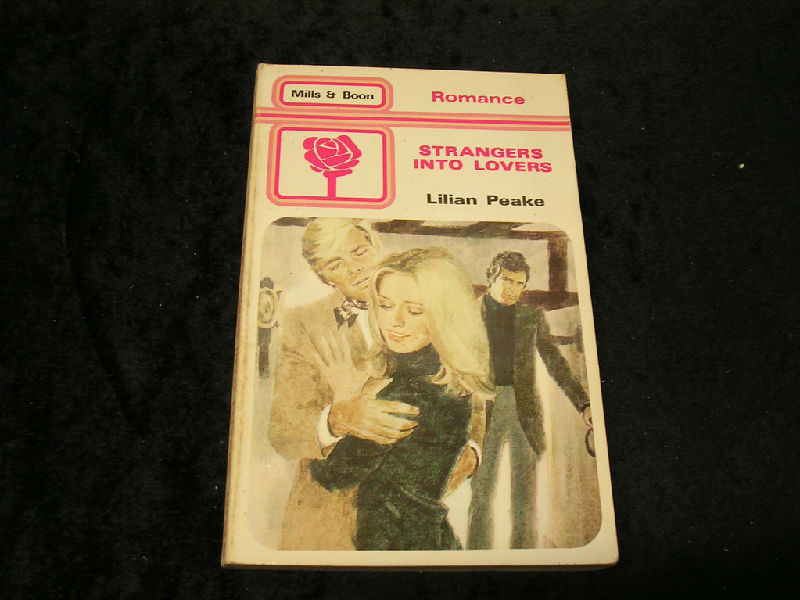 Mills & Boon
Romance
STRANGERS
INTO LOVERS
Lilian Peake